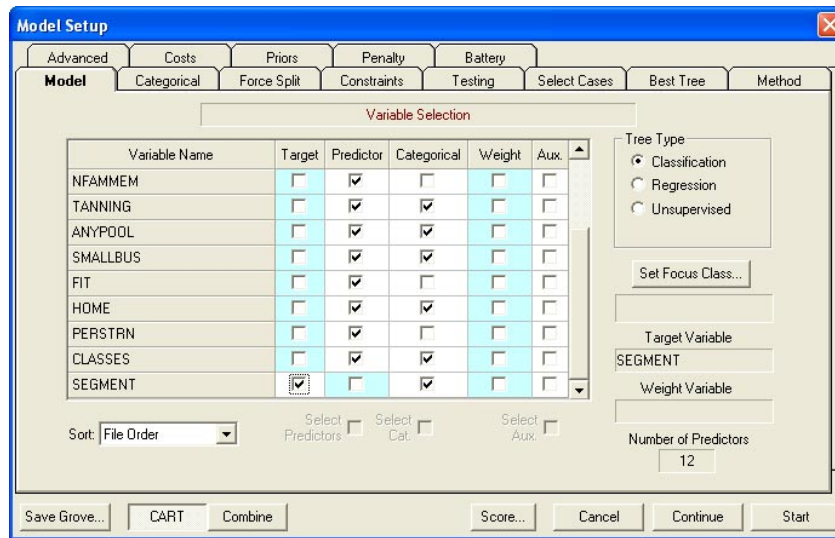 Model Setup
Advanced Costs Priors Penalty Battery
Model Categorical Force Split Constraints Testing Select Cases Best Tree Method
Variable Selection
Variable Name Target Predictor Categorical Weight Aux.
NFAMMEM
TANNING
ANYPOOL
SMALLBUS
FIT
HOME
PERSTRN
CLASSES
SEGMENT
Sort: File Order
Select Predictors
Select Cat.
Select Aux.
Tree Type
Classification
Regression
Unsupervised
Set Focus Class...
Target Variable
SEGMENT
Weight Variable
Number of Predictors
12
Save Grove... CART Combine Score... Cancel Continue Start